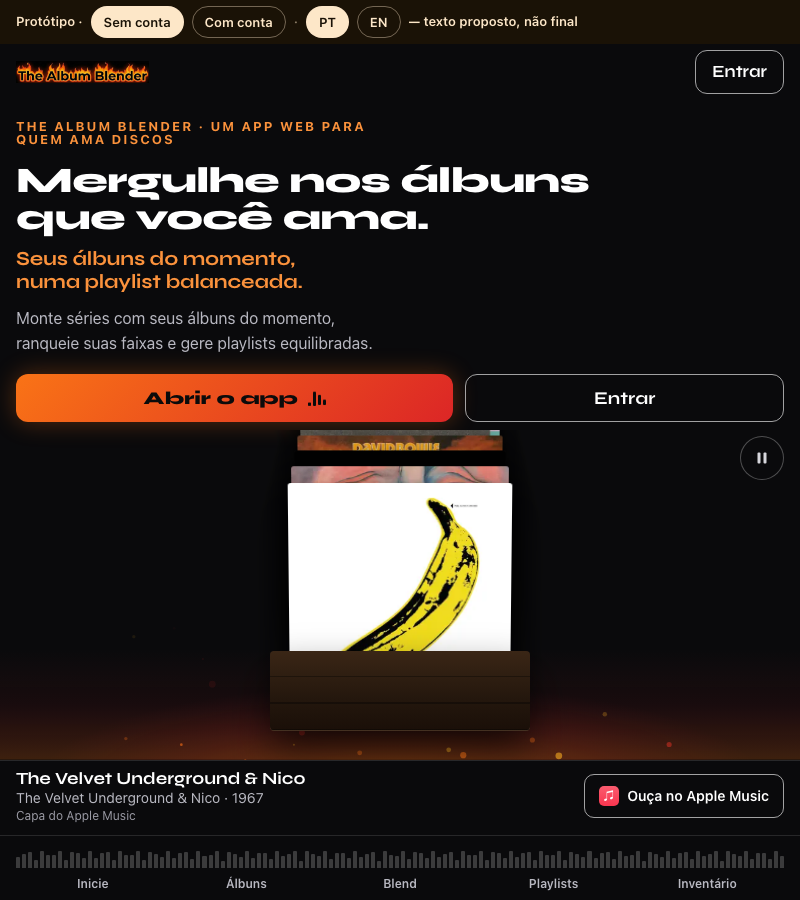 Protótipo · Sem conta Com conta · PT EN — texto proposto, não final
The Album Blender
Entrar
THE ALBUM BLENDER · UM APP WEB PARA
QUEM AMA DISCOS
Mergulhe nos álbuns
que você ama.
Seus álbuns do momento,
numa playlist balanceada.
Monte séries com seus álbuns do momento,
ranqueie suas faixas e gere playlists equilibradas.
Abrir o app
Entrar
DAVID BOWIE
The Velvet Underground & Nico
The Velvet Underground & Nico · 1967
Capa do Apple Music
Ouça no Apple Music
Inicie Álbuns Blend Playlists Inventário